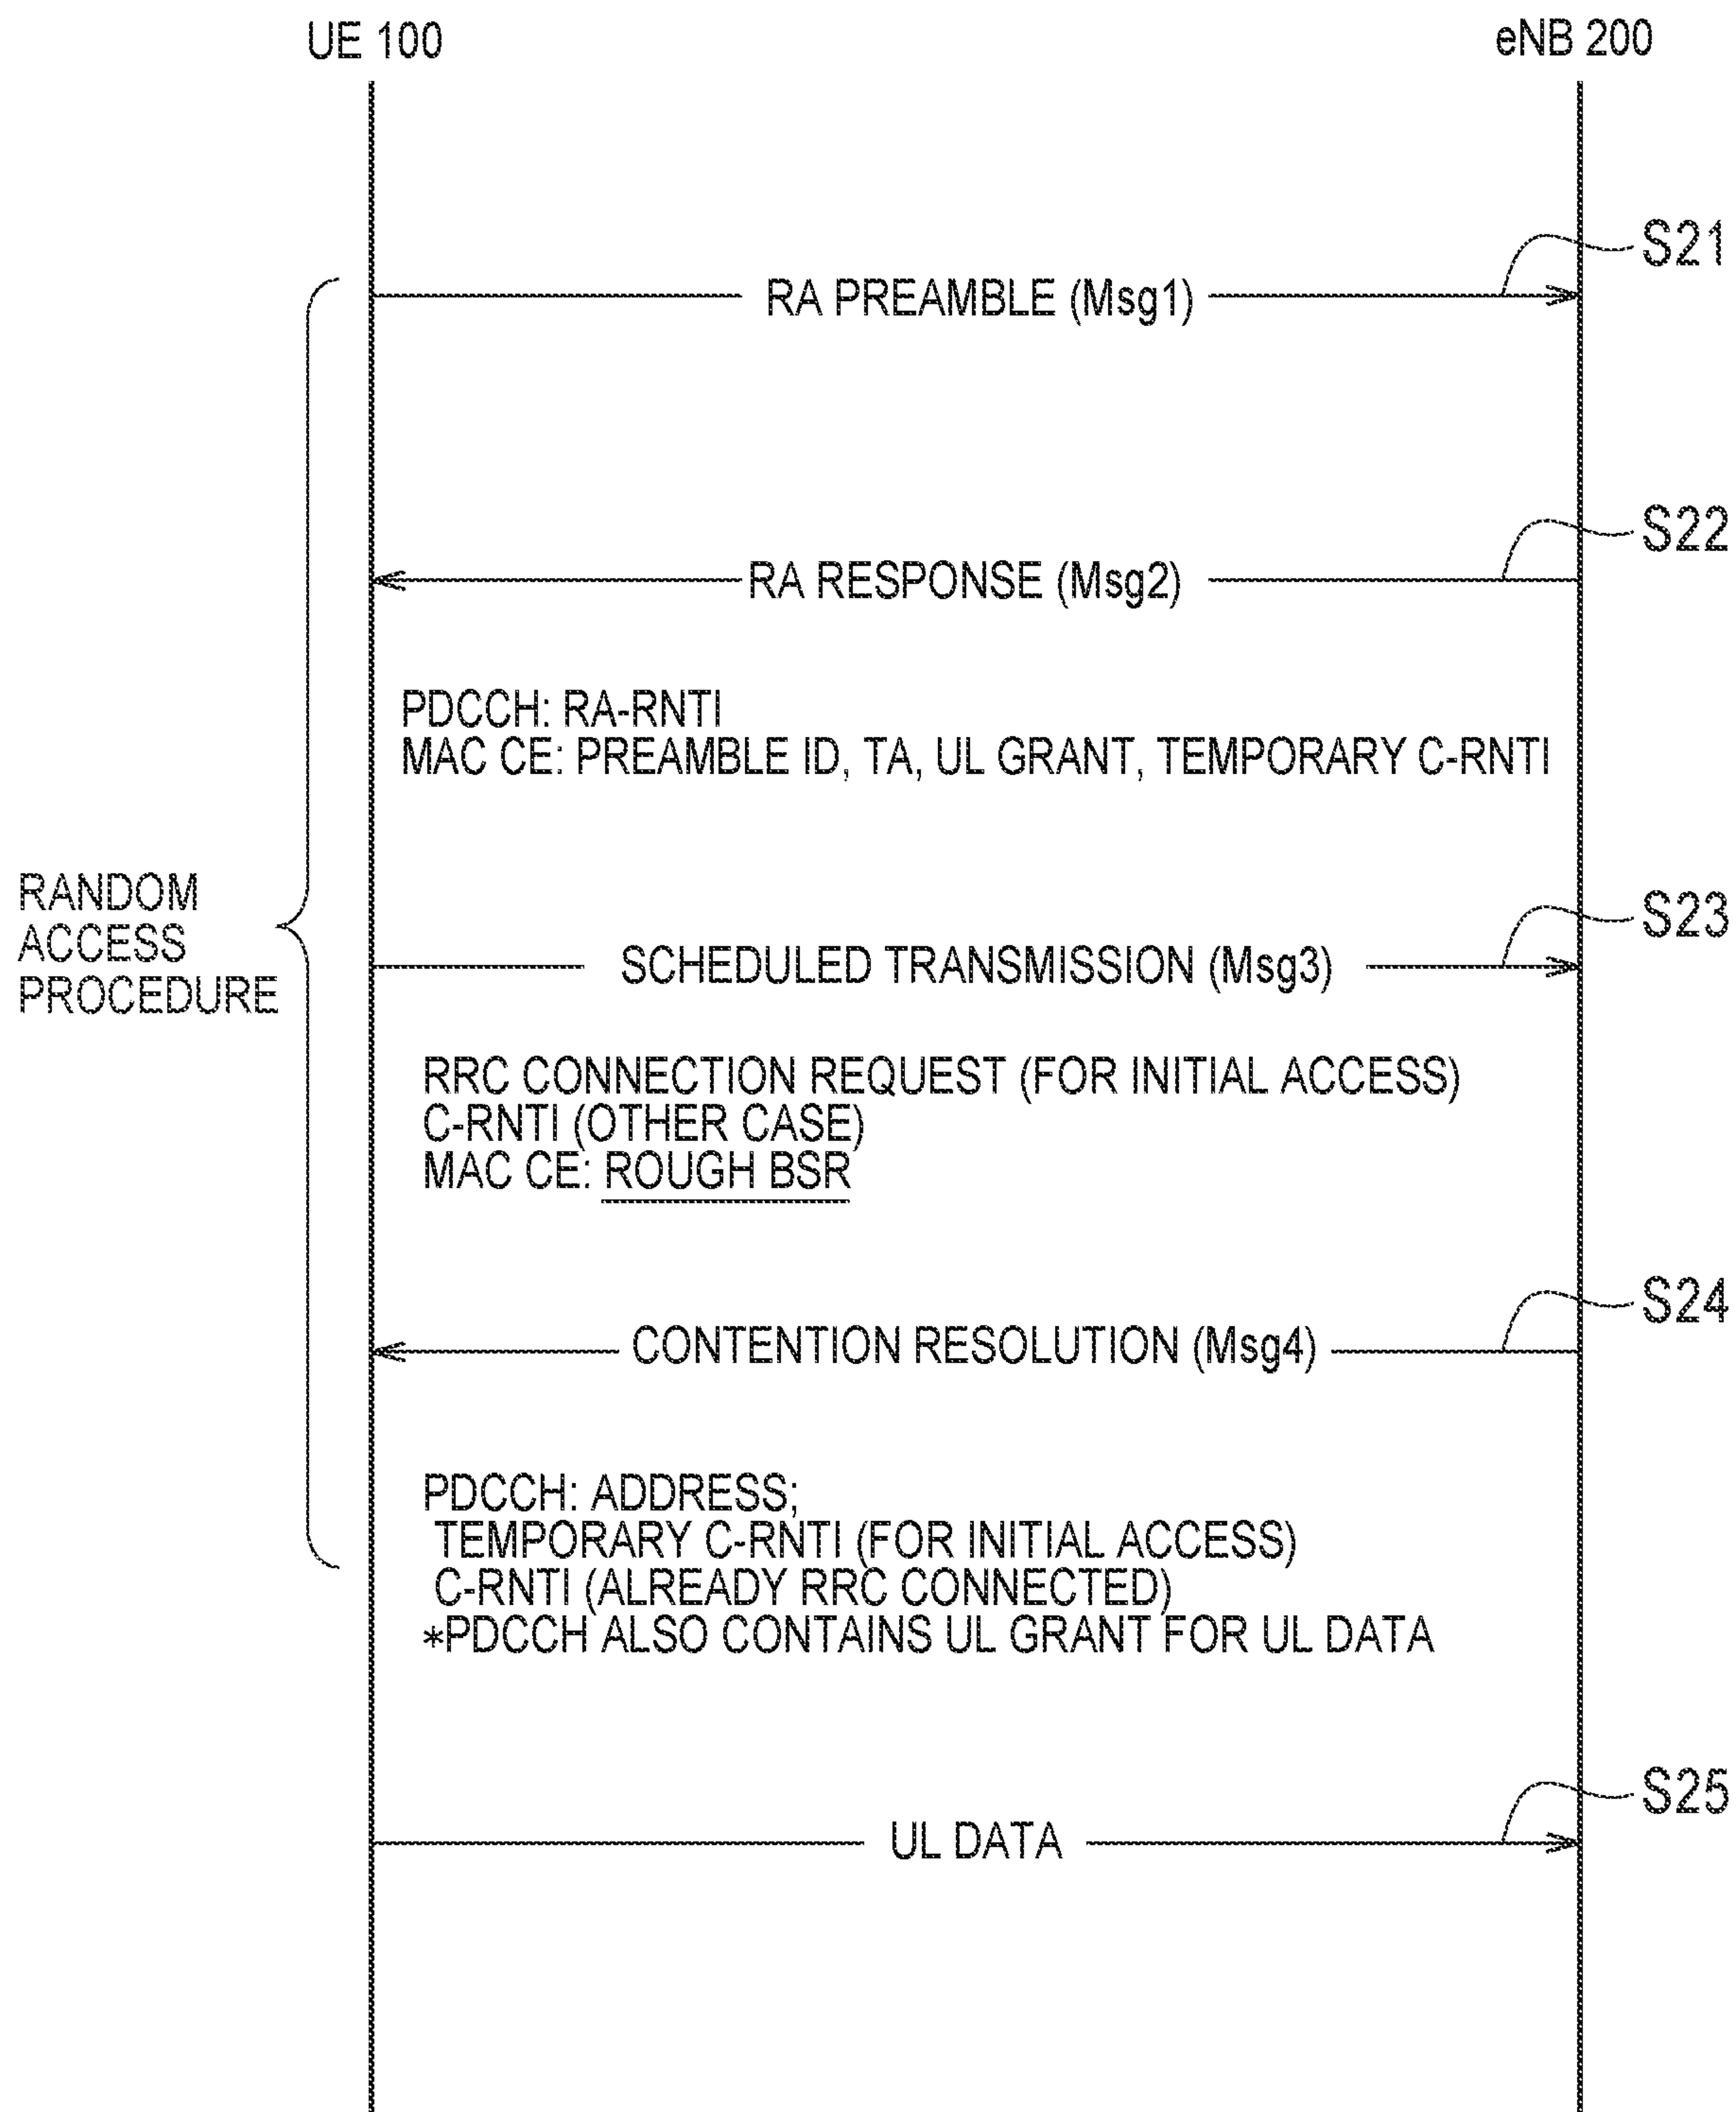 UE 100
eNB 200
S21
RA PREAMBLE (Msg1)
S22
RA RESPONSE (Msg2)
PDCCH: RA-RNTI
MAC CE: PREAMBLE ID, TA, UL GRANT, TEMPORARY C-RNTI
RANDOM
ACCESS
PROCEDURE
S23
SCHEDULED TRANSMISSION (Msg3)
RRC CONNECTION REQUEST (FOR INITIAL ACCESS)
C-RNTI (OTHER CASE)
MAC CE: ROUGH BSR
S24
CONTENTION RESOLUTION (Msg4)
PDCCH: ADDRESS;
TEMPORARY C-RNTI (FOR INITIAL ACCESS)
C-RNTI (ALREADY RRC CONNECTED)
*PDCCH ALSO CONTAINS UL GRANT FOR UL DATA
S25
UL DATA